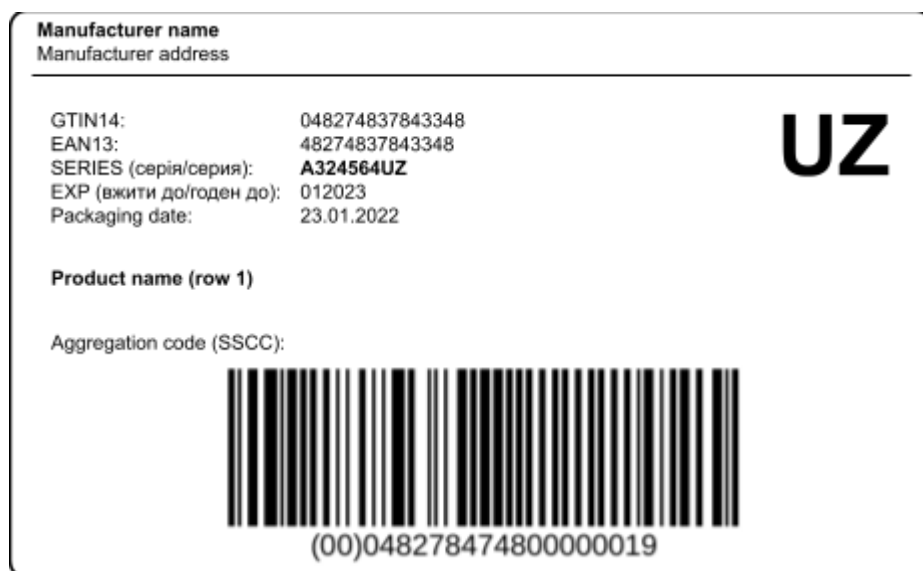 Manufacturer name
Manufacturer address
GTIN14: 048274837843348
EAN13: 48274837843348
SERIES (серія/серия): A324564UZ
EXP (вжити до/годен до): 012023
Packaging date: 23.01.2022
UZ
Product name (row 1)
Aggregation code (SSCC):
(00)048278474800000019